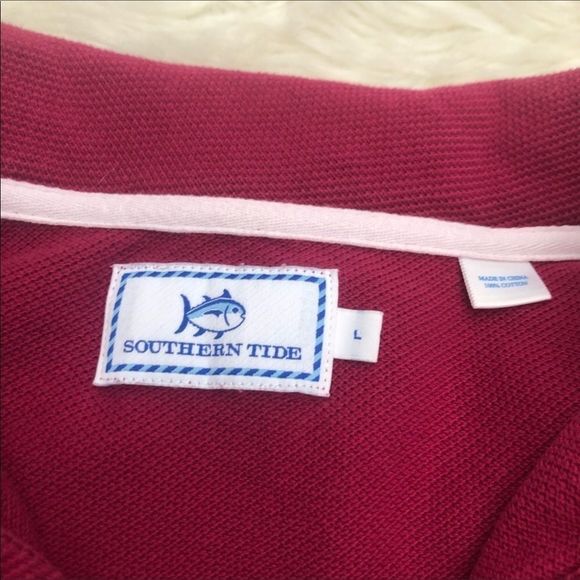 SOUTHERN TIDE
L
MADE IN CHINA
100% COTTON